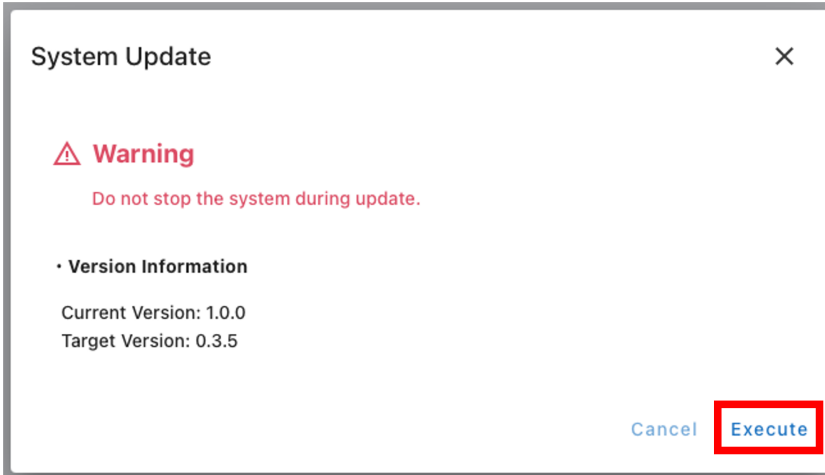 System Update
Warning
Do not stop the system during update.
・Version Information
Current Version: 1.0.0
Target Version: 0.3.5
Cancel Execute